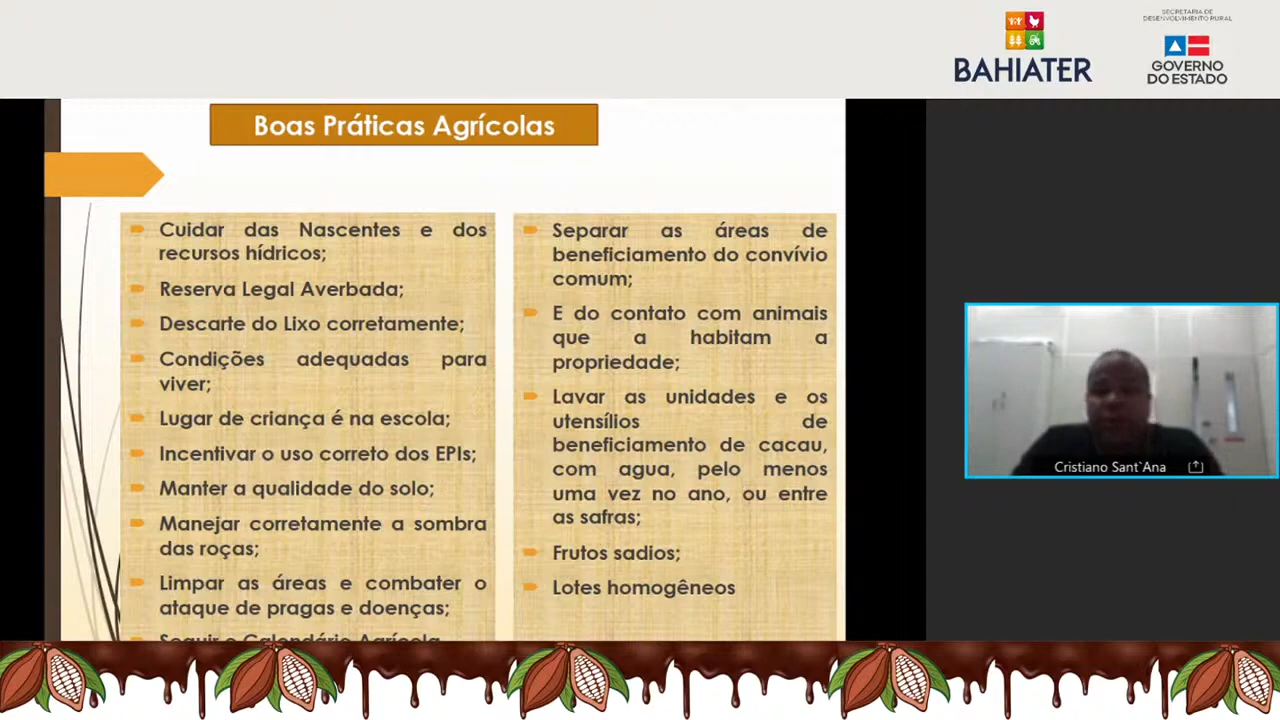 SECRETARIA DE
DESENVOLVIMENTO RURAL
BAHIATER
GOVERNO
DO ESTADO
Boas Práticas Agrícolas
Cuidar das Nascentes e dos
recursos hídricos;
Reserva Legal Averbada;
Descarte do Lixo corretamente;
Condições adequadas para
viver;
Lugar de criança é na escola;
Incentivar o uso correto dos EPIs;
Manter a qualidade do solo;
Manejar corretamente a sombra
das roças;
Limpar as áreas e combater o
ataque de pragas e doenças;
Seguir o Calendário Agrícola
Separar as áreas de
beneficiamento do convívio
comum;
E do contato com animais
que a habitam a
propriedade;
Lavar as unidades e os
utensílios de
beneficiamento de cacau,
com agua, pelo menos
uma vez no ano, ou entre
as safras;
Frutos sadios;
Lotes homogêneos
Cristiano Sant`Ana